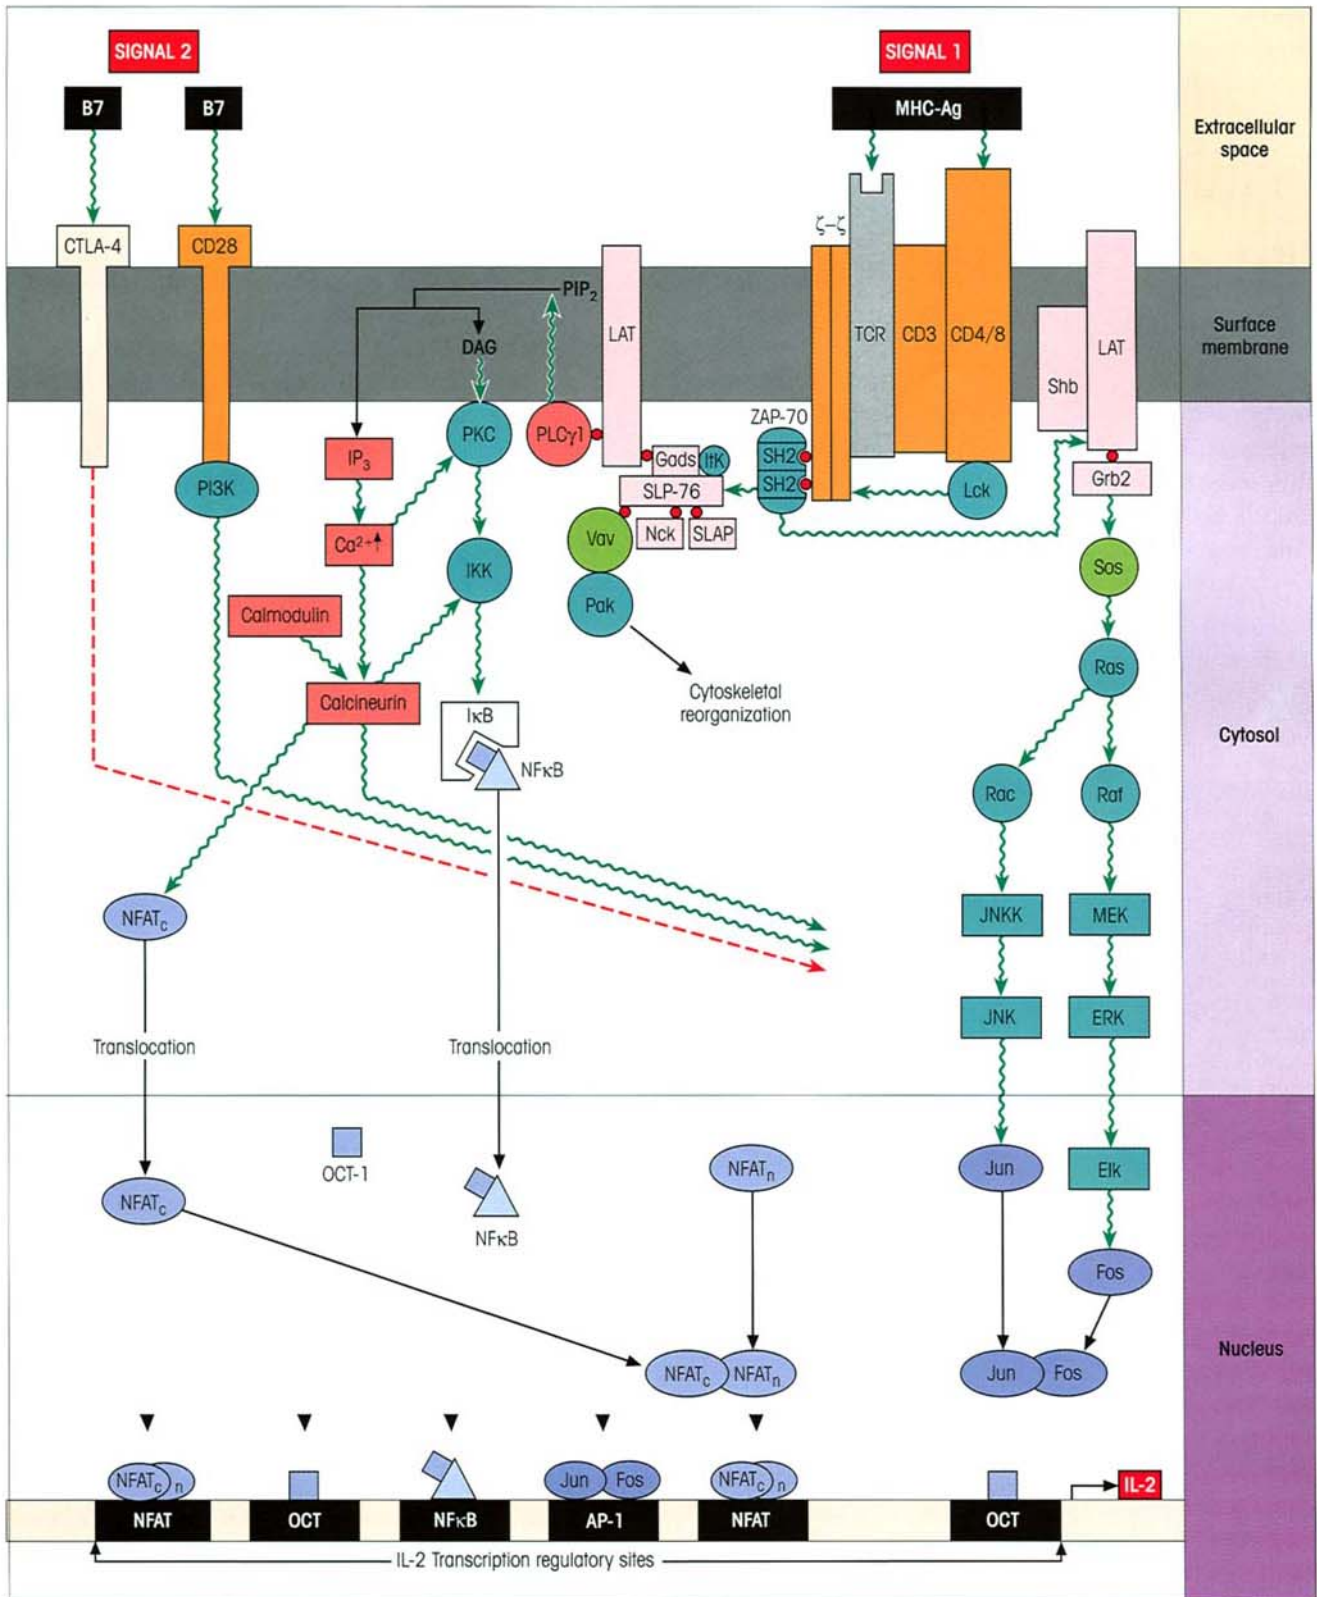 SIGNAL 2
SIGNAL 1
B7
B7
MHC-Ag
Extracellular
space
CTLA-4
CD28
ζ–ζ
PIP₂
DAG
LAT
TCR
CD3
CD4/8
Shb
LAT
Surface
membrane
PKC
PLCγ1
ZAP-70
IP₃
Gads
ItK
SH2
SH2
SLP-76
Lck
Grb2
PI3K
Ca²⁺↑
Vav
Nck
SLAP
IKK
Sos
Calmodulin
Pak
Ras
Calcineurin
Cytoskeletal
reorganization
IκB
NFκB
Cytosol
Rac
Raf
NFATc
JNKK
MEK
JNK
ERK
Translocation
Translocation
OCT-1
NFATn
Jun
Elk
NFATc
NFκB
Fos
Nucleus
NFATc
NFATn
Jun
Fos
NFATc n
Jun
Fos
NFATc n
IL-2
NFAT
OCT
NFκB
AP-1
NFAT
OCT
IL-2 Transcription regulatory sites